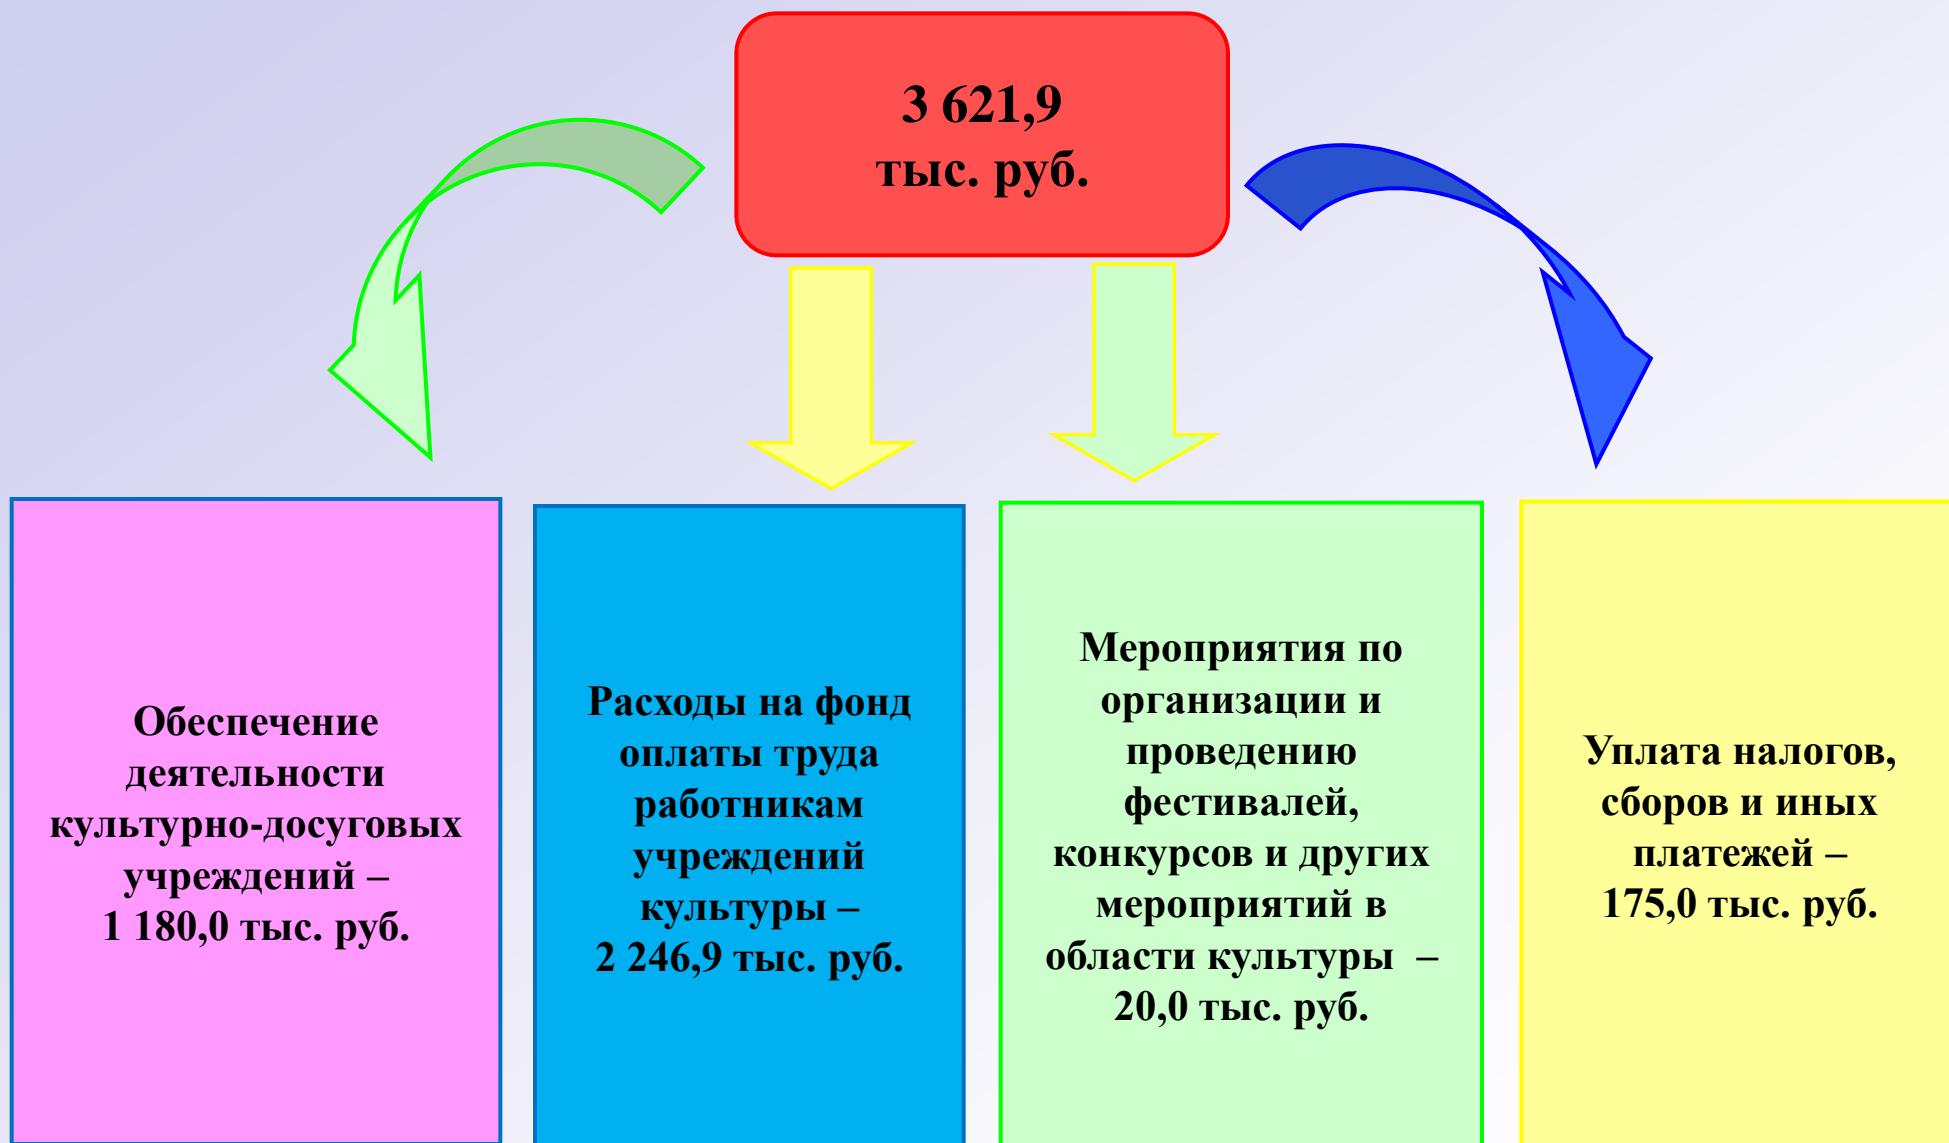 3 621,9
тыс. руб.
Обеспечение
деятельности
культурно-досуговых
учреждений –
1 180,0 тыс. руб.
Расходы на фонд
оплаты труда
работникам
учреждений
культуры –
2 246,9 тыс. руб.
Мероприятия по
организации и
проведению
фестивалей,
конкурсов и других
мероприятий в
области культуры  –
20,0 тыс. руб.
Уплата налогов,
сборов и иных
платежей –
175,0 тыс. руб.